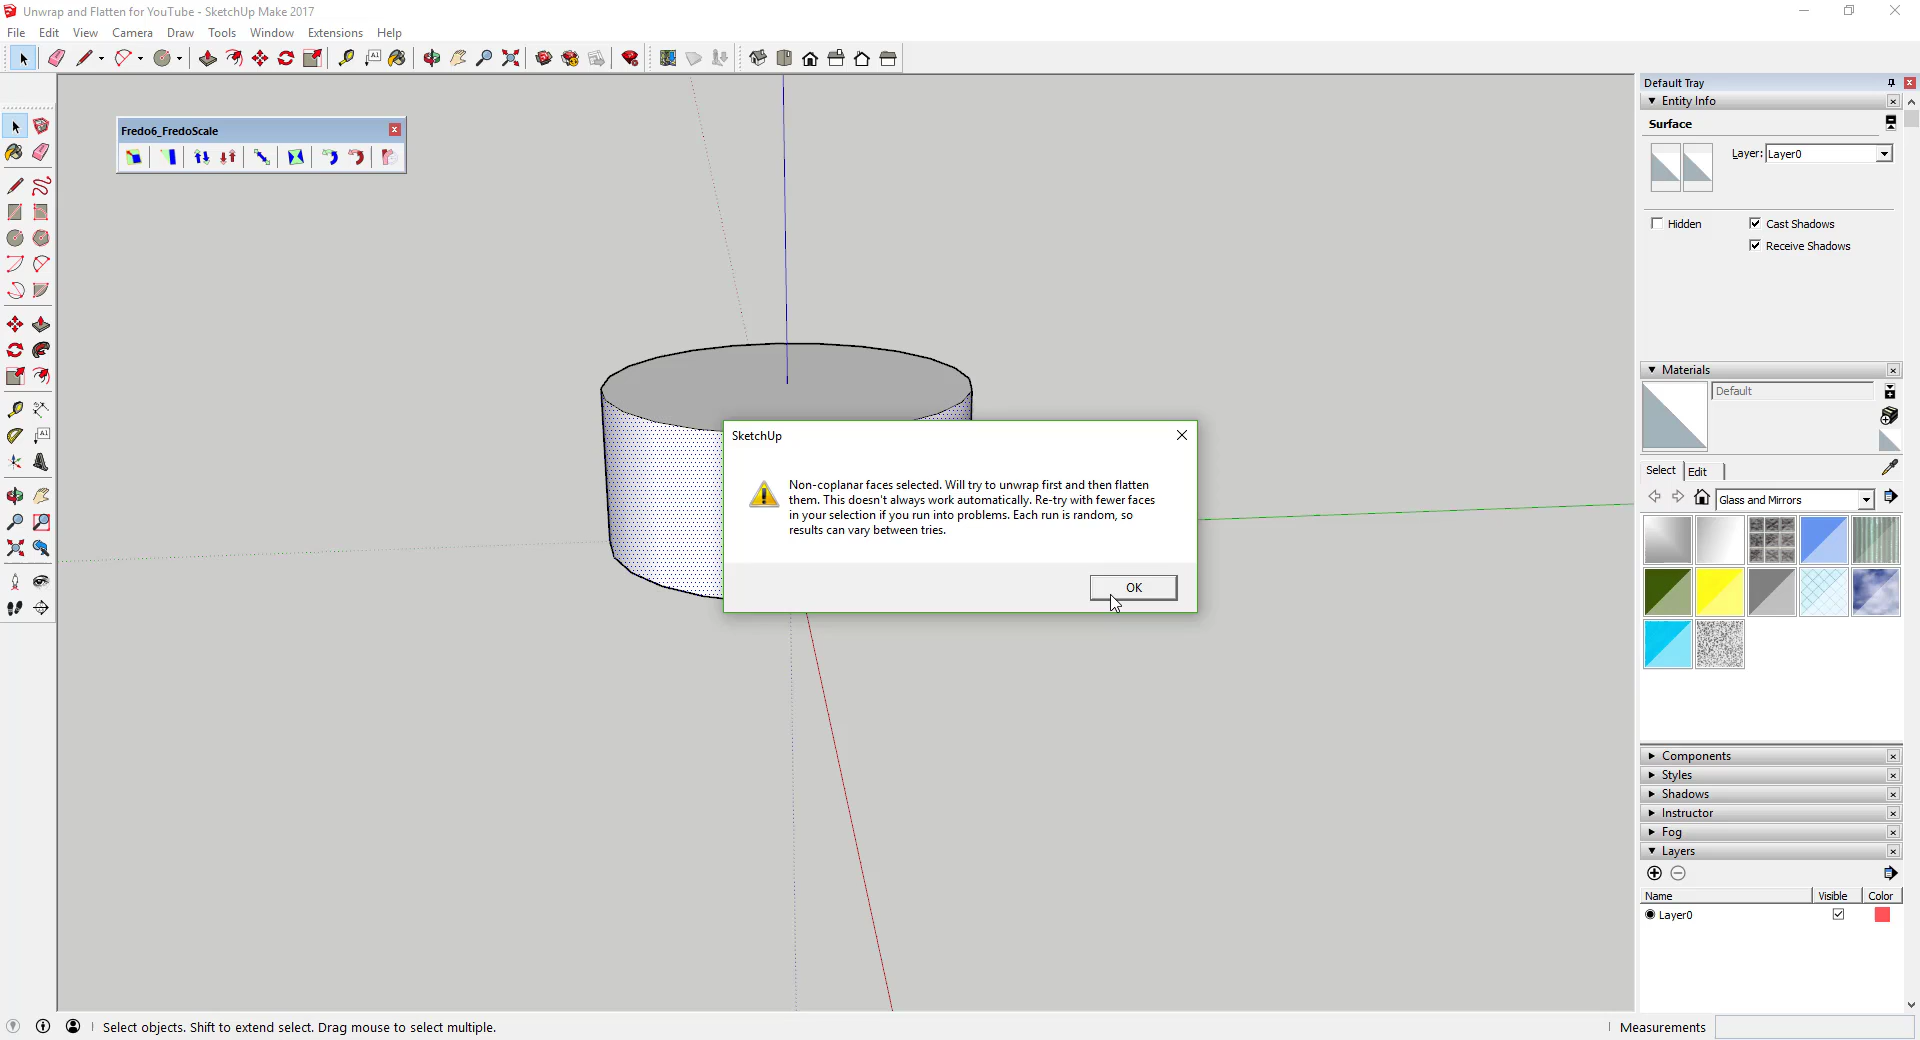 Unwrap and Flatten for YouTube - SketchUp Make 2017
File Edit View Camera Draw Tools Window Extensions Help
Default Tray
Entity Info
Surface
Layer: Layer0
Hidden Cast Shadows
Receive Shadows
Fredo6_FredoScale
Materials
Default
Select Edit
Glass and Mirrors
SketchUp
Non-coplanar faces selected. Will try to unwrap first and then flatten
them. This doesn't always work automatically. Re-try with fewer faces
in your selection if you run into problems. Each run is random, so
results can vary between tries.
OK
Components
Styles
Shadows
Instructor
Fog
Layers
Name Visible Color
Layer0
Select objects. Shift to extend select. Drag mouse to select multiple.
Measurements